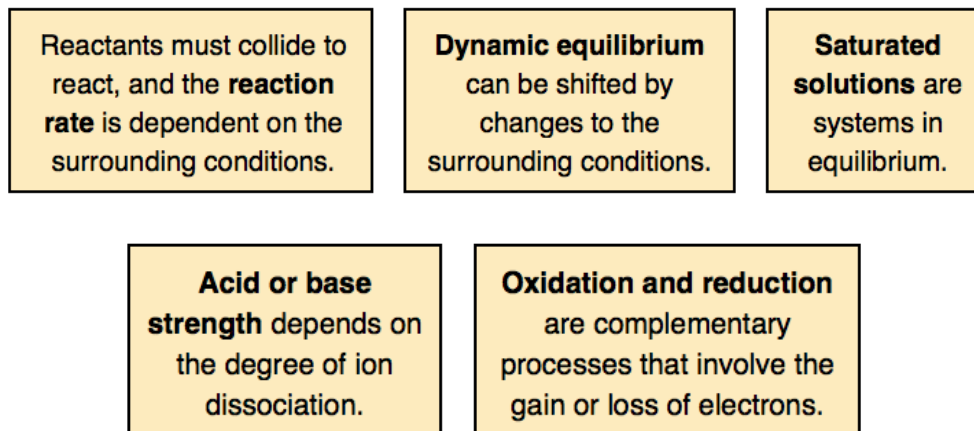 Reactants must collide to
react, and the reaction
rate is dependent on the
surrounding conditions.
Dynamic equilibrium
can be shifted by
changes to the
surrounding conditions.
Saturated
solutions are
systems in
equilibrium.
Acid or base
strength depends on
the degree of ion
dissociation.
Oxidation and reduction
are complementary
processes that involve the
gain or loss of electrons.